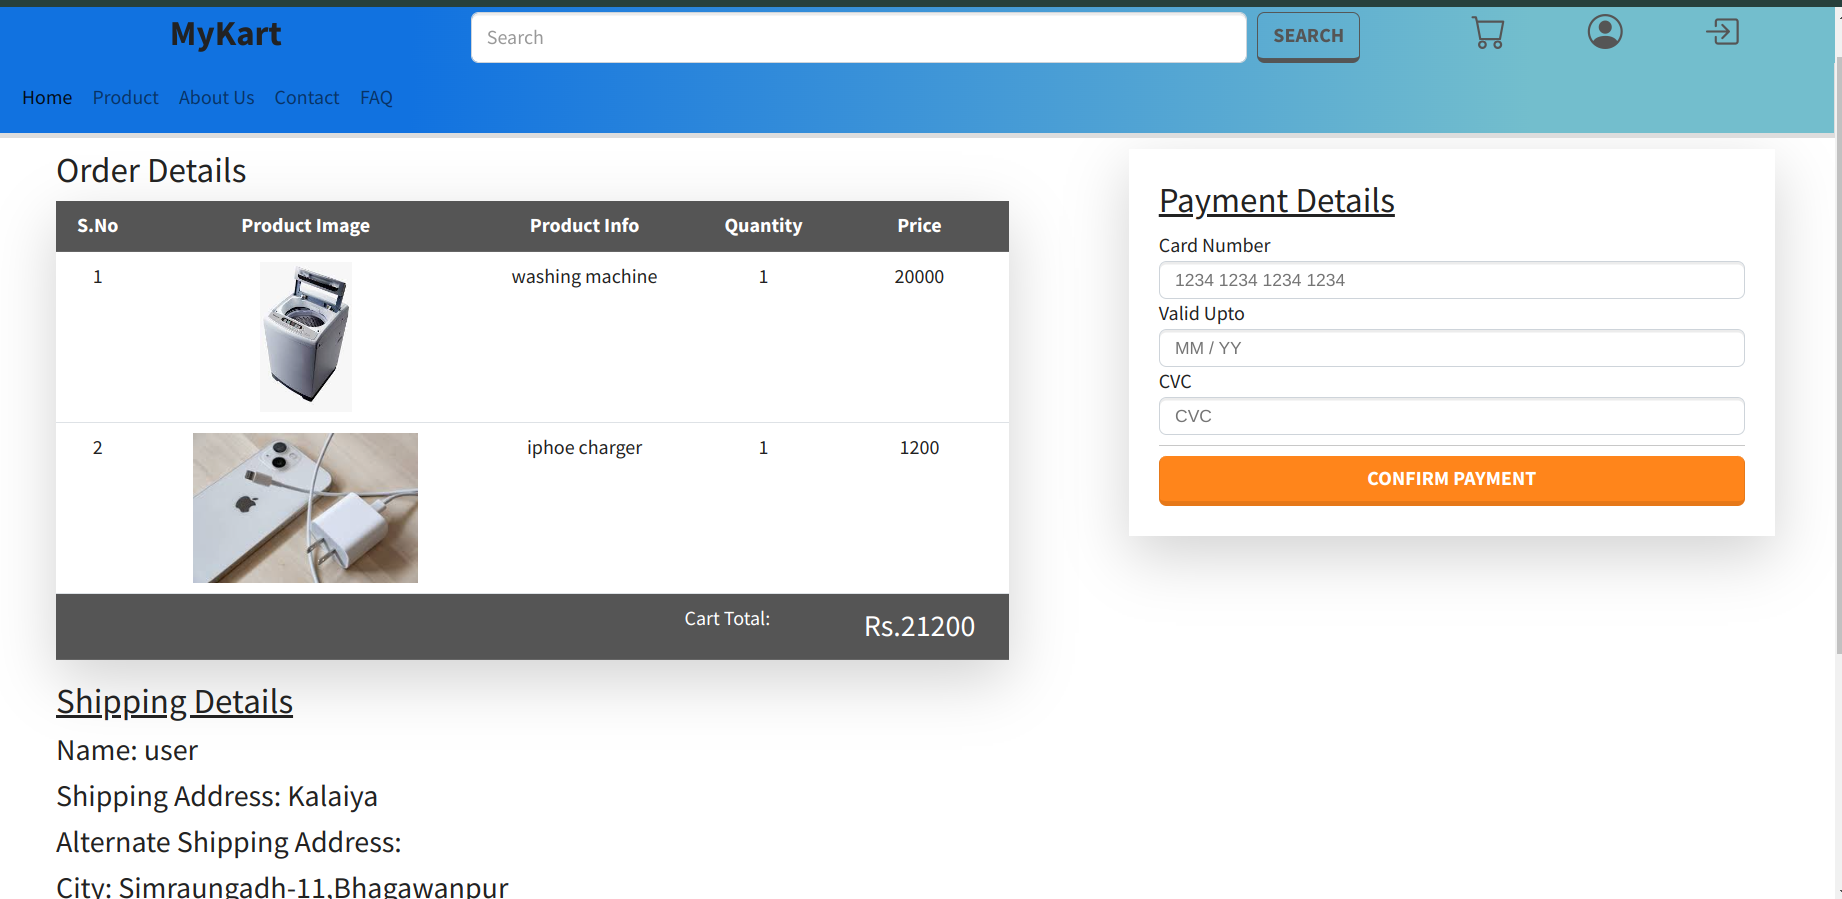 MyKart
Search
SEARCH
Home Product About Us Contact FAQ
Order Details
S.No Product Image Product Info Quantity Price
1 washing machine 1 20000
2 iphoe charger 1 1200
Cart Total: Rs.21200
Shipping Details
Name: user
Shipping Address: Kalaiya
Alternate Shipping Address:
City: Simraungadh-11,Bhagawanpur
Payment Details
Card Number
1234 1234 1234 1234
Valid Upto
MM / YY
CVC
CVC
CONFIRM PAYMENT